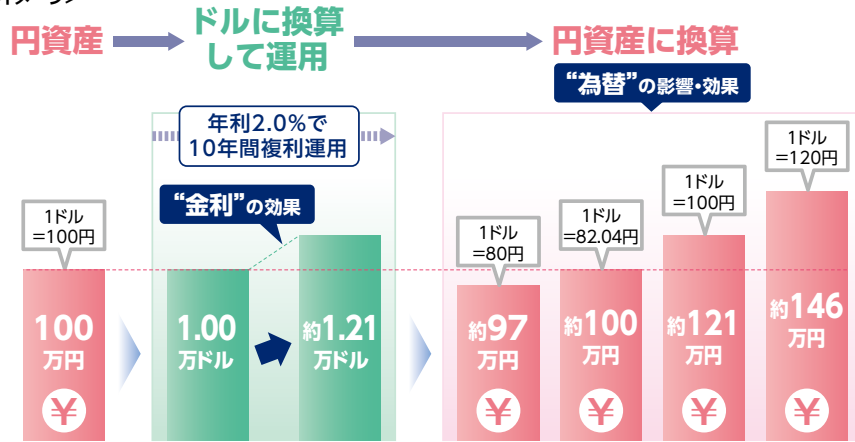 円資産
ドルに換算
して運用
円資産に換算
“為替”の影響・効果
年利2.0%で
10年間複利運用
“金利”の効果
1ドル
=100円
1ドル
=80円
1ドル
=82.04円
1ドル
=100円
1ドル
=120円
100
万円
¥
1.00
万ドル
約1.21
万ドル
約97
万円
¥
約100
万円
¥
約121
万円
¥
約146
万円
¥